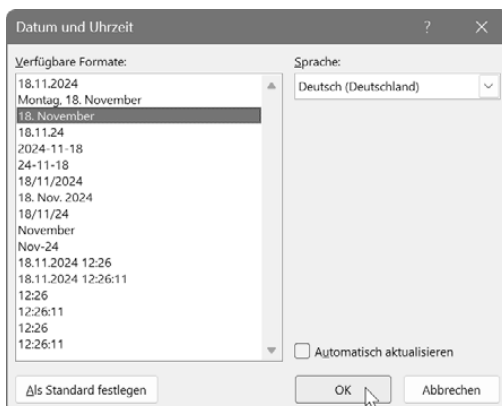 Datum und Uhrzeit
Verfügbare Formate:
18.11.2024
Montag, 18. November
18. November
18.11.24
2024-11-18
24-11-18
18/11/2024
18. Nov. 2024
18/11/24
November
Nov-24
18.11.2024 12:26
18.11.2024 12:26:11
12:26
12:26:11
12:26
12:26:11
Sprache:
Deutsch (Deutschland)
Automatisch aktualisieren
Als Standard festlegen
OK
Abbrechen